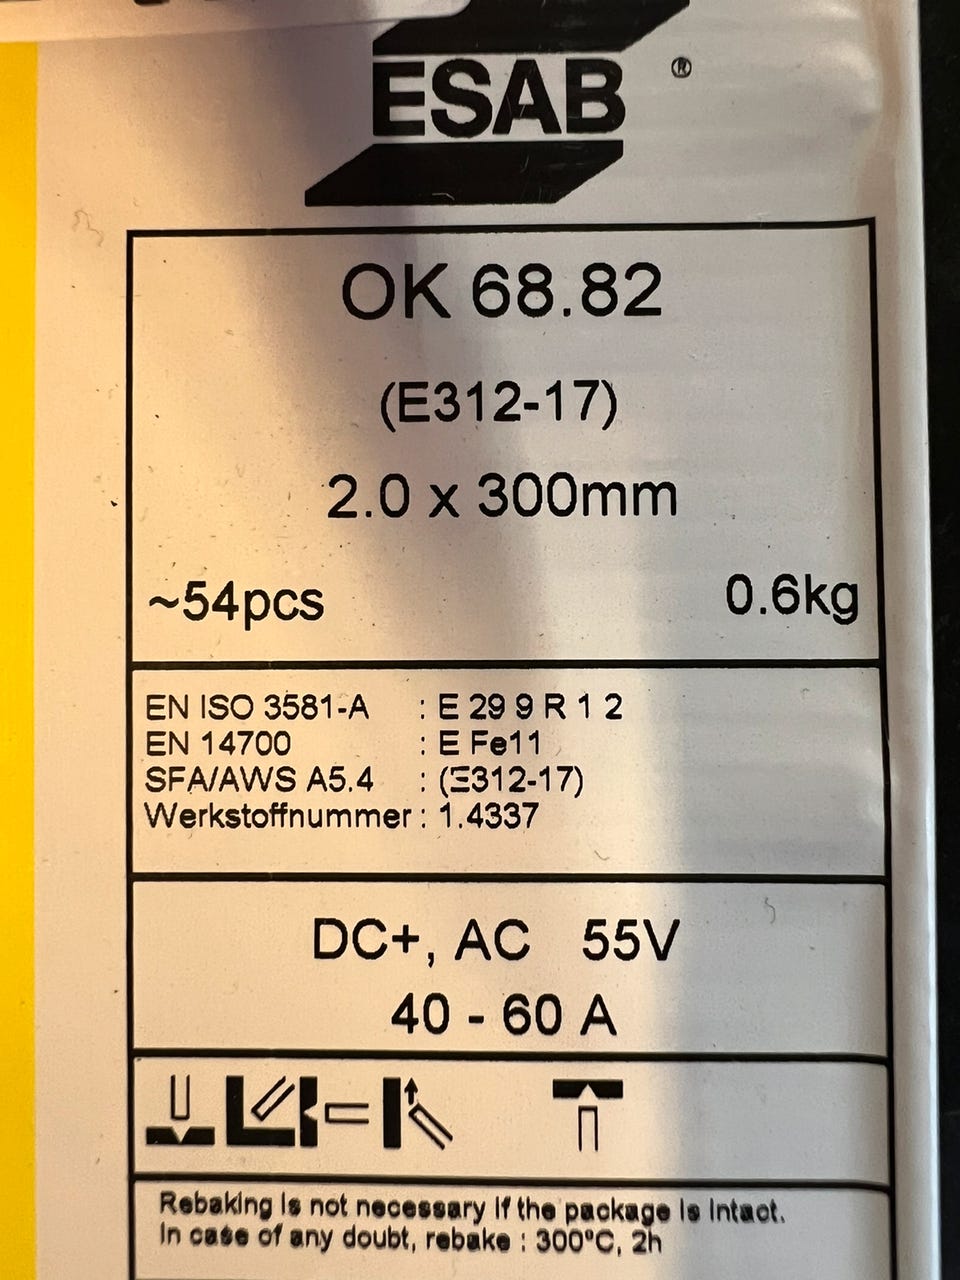 ESAB ®
OK 68.82
(E312-17)
2.0 x 300mm
~54pcs 0.6kg
EN ISO 3581-A : E 29 9 R 1 2
EN 14700 : E Fe11
SFA/AWS A5.4 : (E312-17)
Werkstoffnummer : 1.4337
DC+, AC 55V
40 - 60 A
Rebaking is not necessary if the package is intact.
In case of any doubt, rebake : 300ºC, 2h